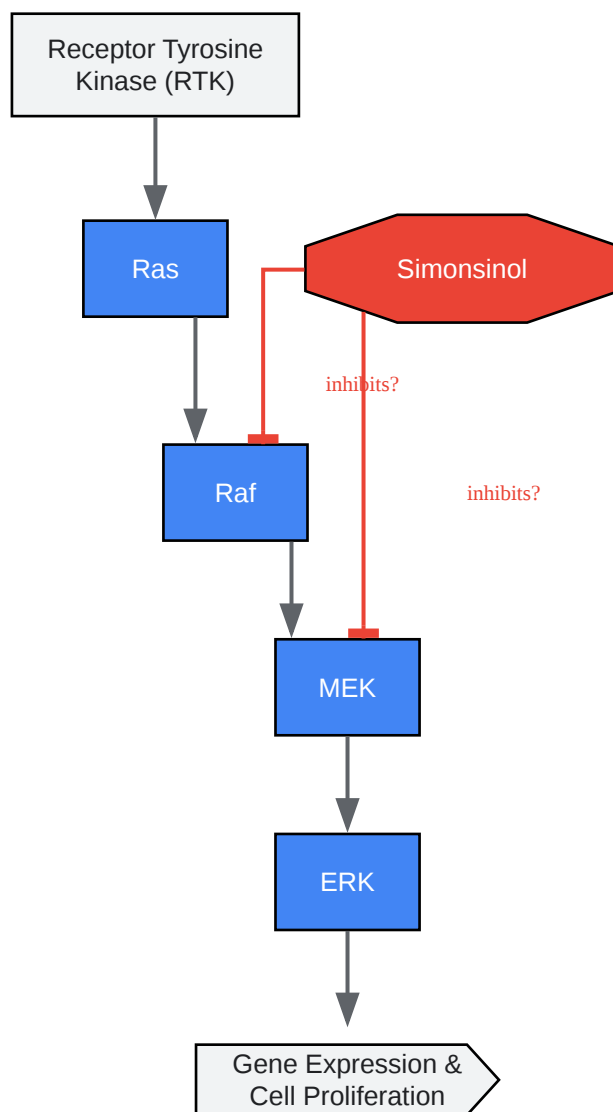 Receptor Tyrosine
Kinase (RTK)
Ras
Simonsinol
inhibits?
Raf
inhibits?
MEK
ERK
Gene Expression &
Cell Proliferation